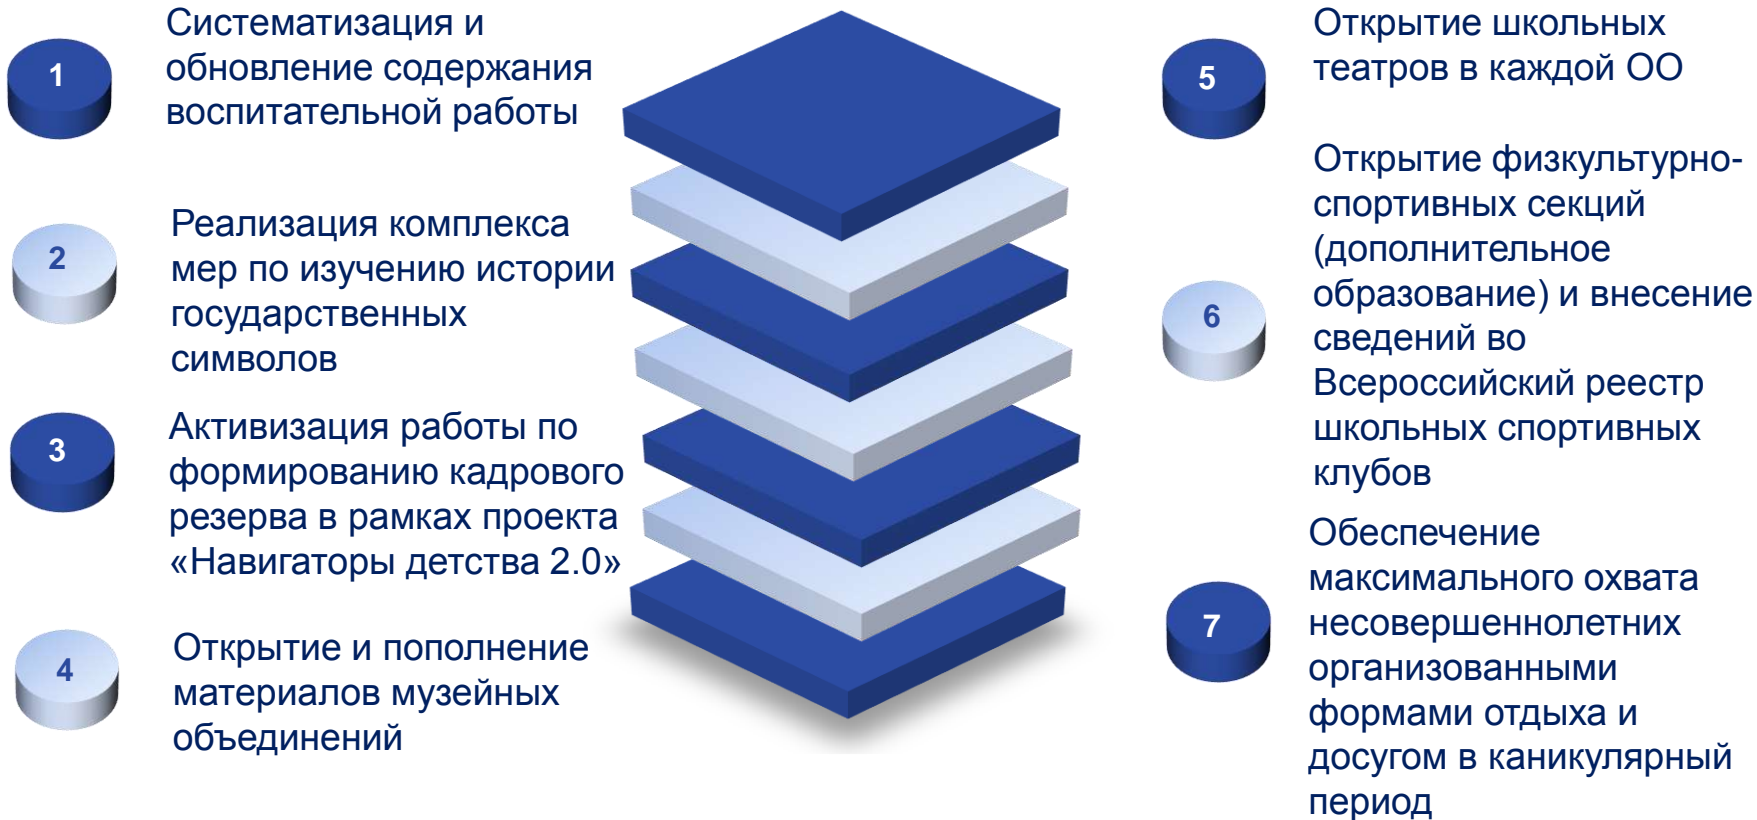 1
Систематизация и
обновление содержания
воспитательной работы
2
Реализация комплекса
мер по изучению истории
государственных
символов
3
Активизация работы по
формированию кадрового
резерва в рамках проекта
«Навигаторы детства 2.0»
4
Открытие и пополнение
материалов музейных
объединений
5
Открытие школьных
театров в каждой ОО
6
Открытие физкультурно-
спортивных секций
(дополнительное
образование) и внесение
сведений во
Всероссийский реестр
школьных спортивных
клубов
7
Обеспечение
максимального охвата
несовершеннолетних
организованными
формами отдыха и
досугом в каникулярный
период